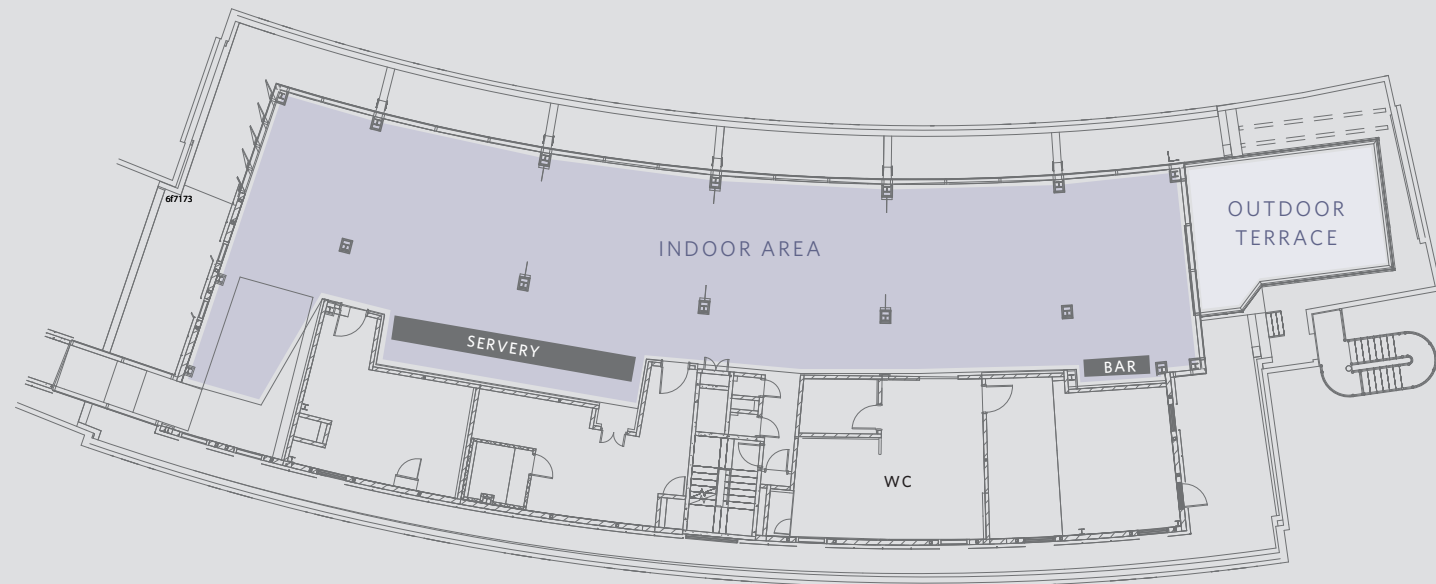 6f7173
INDOOR AREA
OUTDOOR
TERRACE
SERVERY
BAR
WC